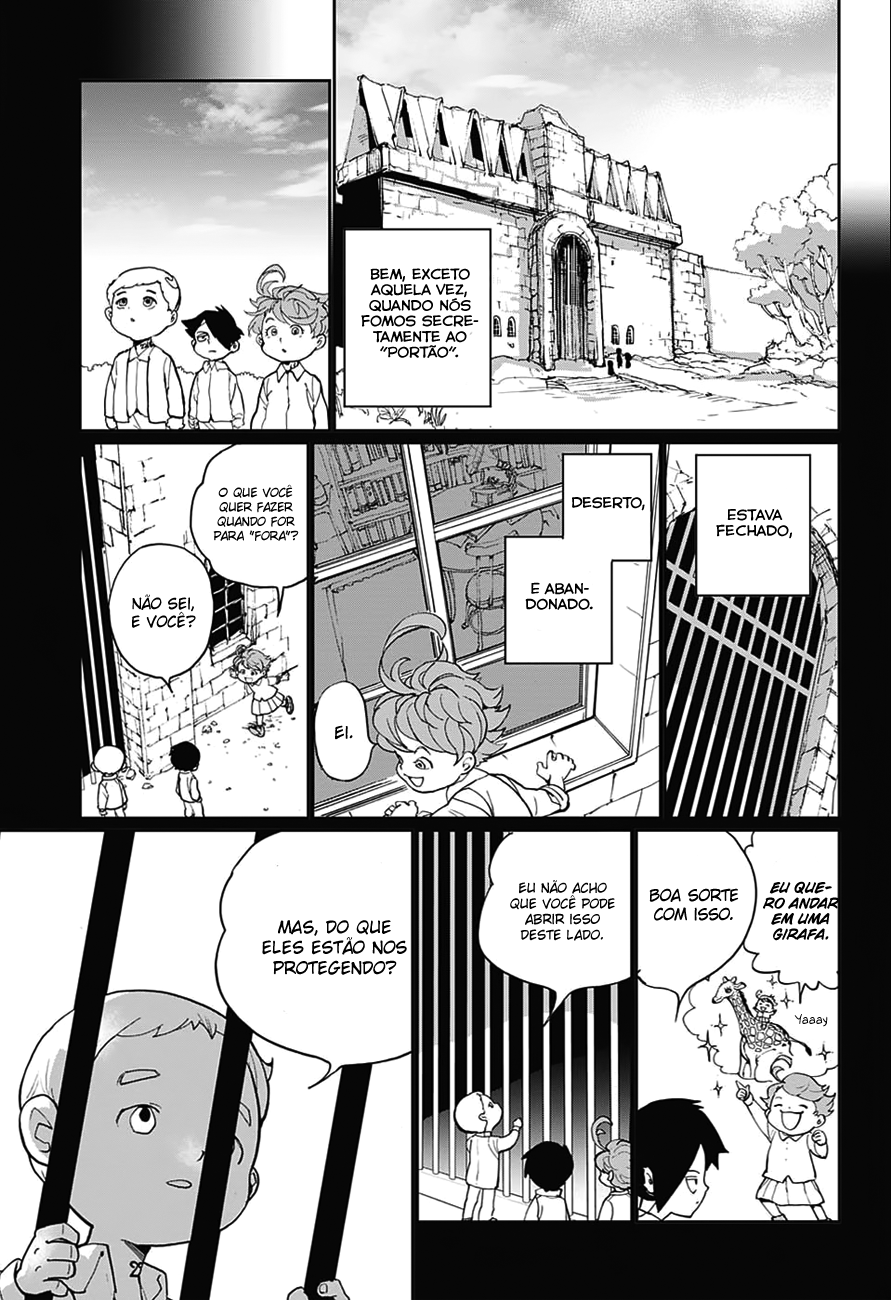 BEM, EXCETO
AQUELA VEZ,
QUANDO NÓS
FOMOS SECRE-
TAMENTE AO
"PORTÃO".
ESTAVA
FECHADO,
DESERTO,
E ABAN-
DONADO.
EI.
O QUE VOCÊ
QUER FAZER
QUANDO FOR
PARA "FORA"?
NÃO SEI,
E VOCÊ?
EU QUE-
RO ANDAR
EM UMA
GIRAFA.
Yaaay
BOA SORTE
COM ISSO.
EU NÃO ACHO
QUE VOCÊ PODE
ABRIR ISSO
DESTE LADO.
MAS, DO QUE
ELES ESTÃO NOS
PROTEGENDO?